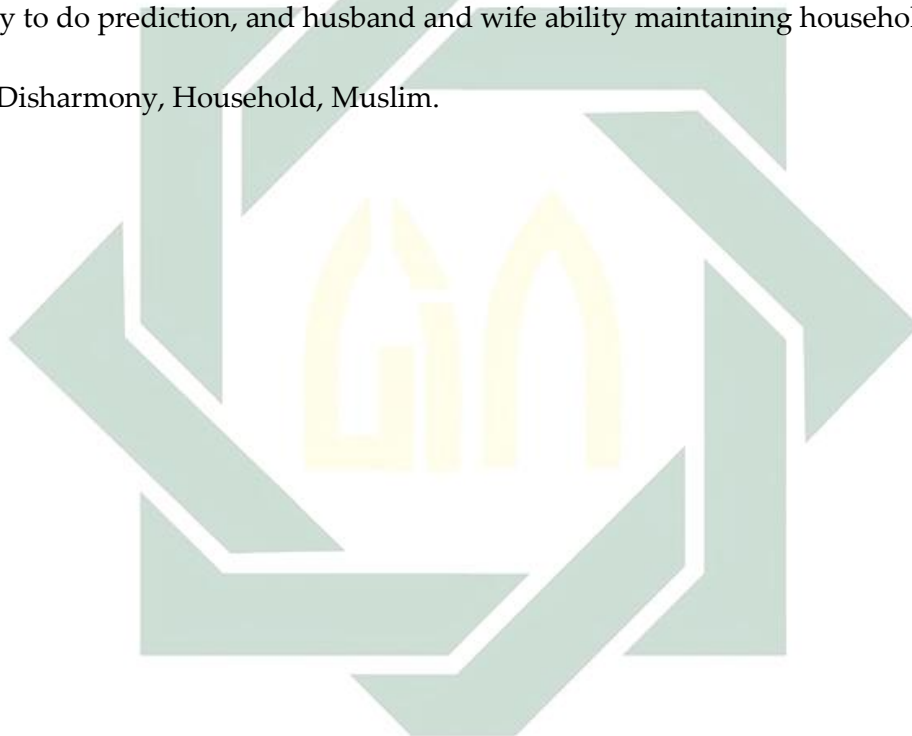 y to do prediction, and husband and wife ability maintaining househol
Disharmony, Household, Muslim.